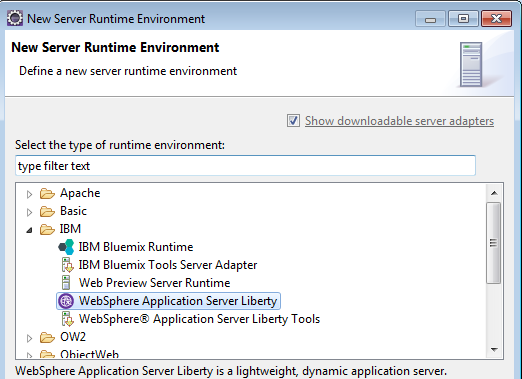 New Server Runtime Environment
New Server Runtime Environment
Define a new server runtime environment
Show downloadable server adapters
Select the type of runtime environment:
type filter text
Apache
Basic
IBM
IBM Bluemix Runtime
IBM Bluemix Tools Server Adapter
Web Preview Server Runtime
WebSphere Application Server Liberty
WebSphere® Application Server Liberty Tools
OW2
ObjectWeb
WebSphere Application Server Liberty is a lightweight, dynamic application server.